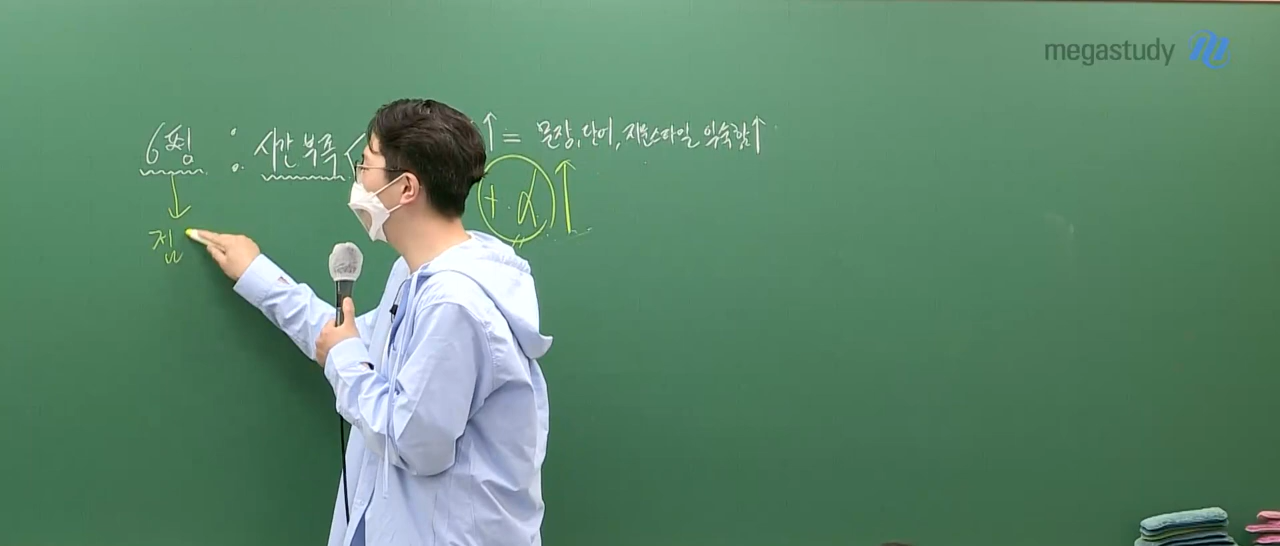 megastudy
6평 : 시간 부족 < ↑ = 문장, 단어, 지문스타일 익숙함↑
↓ + α ↑